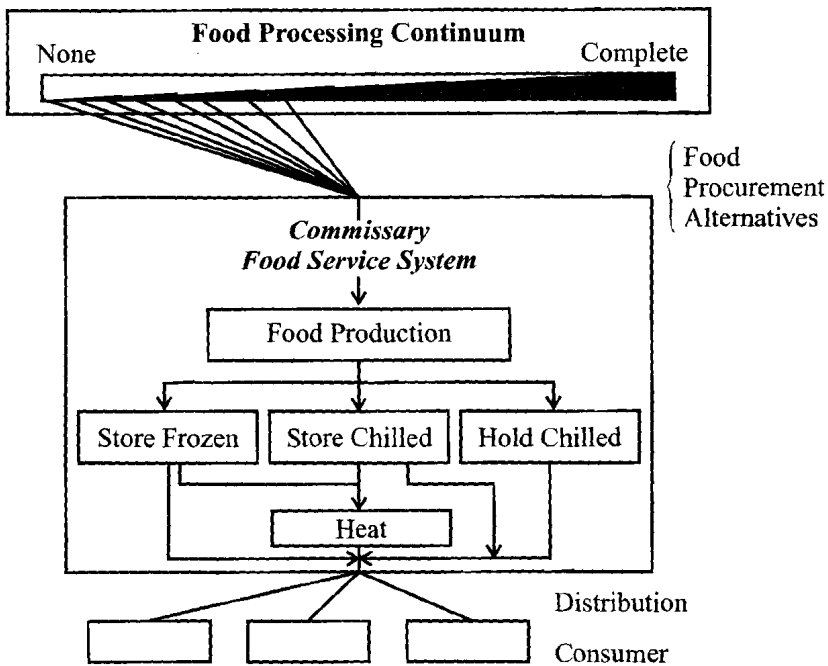 Food Processing Continuum
None
Complete
Food
Procurement
Alternatives
Commissary
Food Service System
Food Production
Store Frozen
Store Chilled
Hold Chilled
Heat
Distribution
Consumer